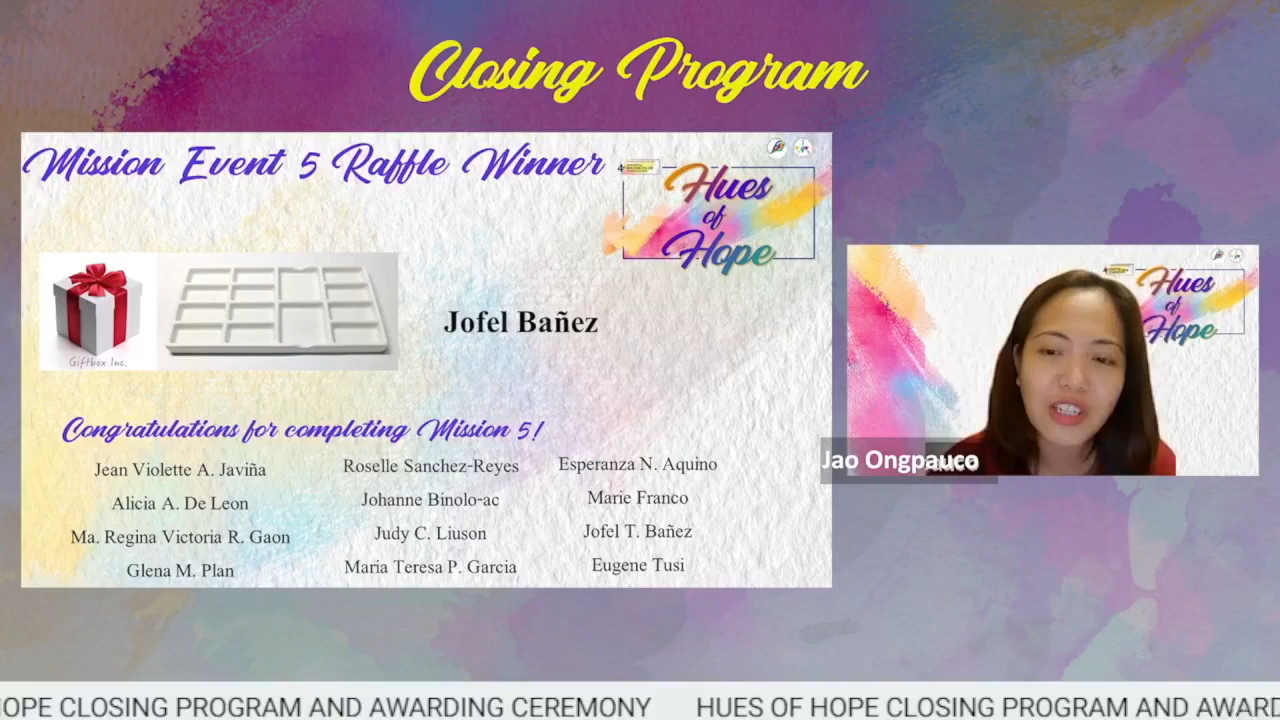 Closing Program
Mission Event 5 Raffle Winner
Hues
of
Hope
Giftbox Inc.
Jofel Bañez
Congratulations for completing Mission 5!
Jean Violette A. Javiña
Alicia A. De Leon
Ma. Regina Victoria R. Gaon
Glena M. Plan
Roselle Sanchez-Reyes
Johanne Binolo-ac
Judy C. Liuson
Maria Teresa P. Garcia
Esperanza N. Aquino
Marie Franco
Jofel T. Bañez
Eugene Tusi
Hues
of
Hope
Jao Ongpauco
OPE CLOSING PROGRAM AND AWARDING CEREMONY
HUES OF HOPE CLOSING PROGRAM AND AWARD